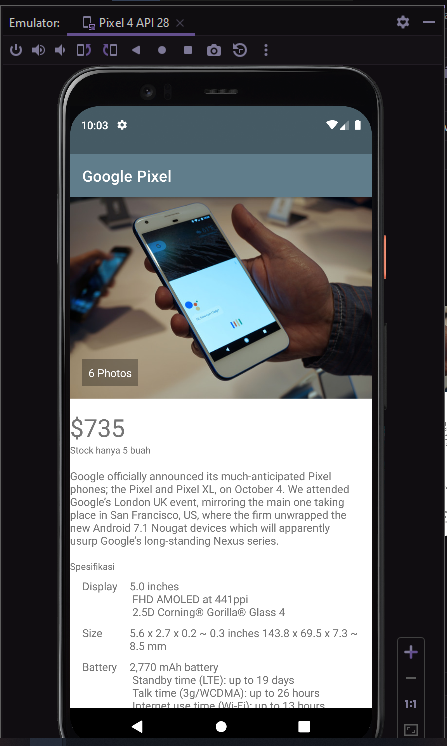 Emulator:
Pixel 4 API 28
10:03
Google Pixel
6 Photos
$735
Stock hanya 5 buah
Google officially announced its much-anticipated Pixel
phones; the Pixel and Pixel XL, on October 4. We attended
Google's London UK event, mirroring the main one taking
place in San Francisco, US, where the firm unwrapped the
new Android 7.1 Nougat devices which will apparently
usurp Google's long-standing Nexus series.
Spesifikasi
Display 5.0 inches
FHD AMOLED at 441ppi
2.5D Corning® Gorilla® Glass 4
Size 5.6 x 2.7 x 0.2 ~ 0.3 inches 143.8 x 69.5 x 7.3 ~
8.5 mm
Battery 2,770 mAh battery
Standby time (LTE): up to 19 days
Talk time (3g/WCDMA): up to 26 hours
Internet use time (Wi-Fi): up to 13 hours
1:1